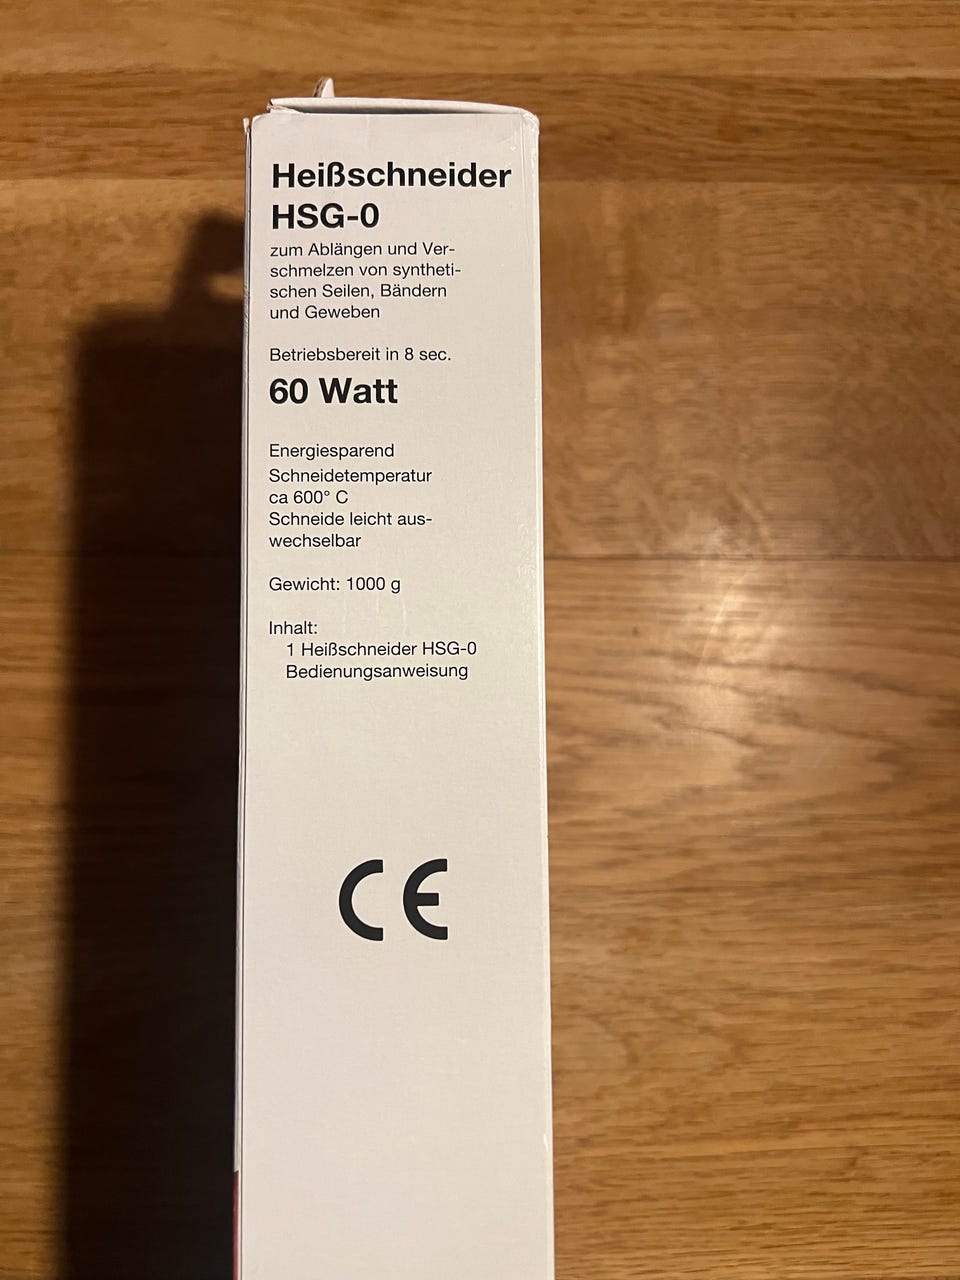 Heißschneider
HSG-0
zum Ablängen und Ver-
schmelzen von syntheti-
schen Seilen, Bändern
und Geweben
Betriebsbereit in 8 sec.
60 Watt
Energiesparend
Schneidetemperatur
ca 600° C
Schneide leicht aus-
wechselbar
Gewicht: 1000 g
Inhalt:
1 Heißschneider HSG-0
Bedienungsanweisung
CE